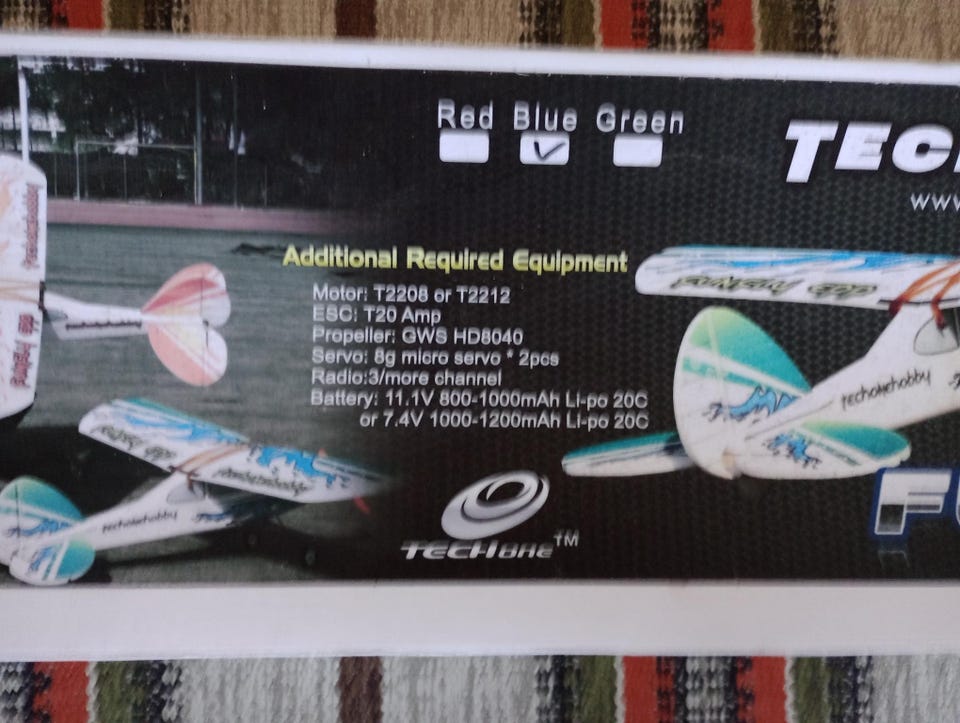 Red Blue Green
TEC
www
Additional Required Equipment
Motor: T2208 or T2212
ESC: T20 Amp
Propeller: GWS HD8040
Servo: 8g micro servo * 2pcs
Radio:3/more channel
Battery: 11.1V 800-1000mAh Li-po 20C
or 7.4V 1000-1200mAh Li-po 20C
techonehobby
techonehobby
TECHONE™
F